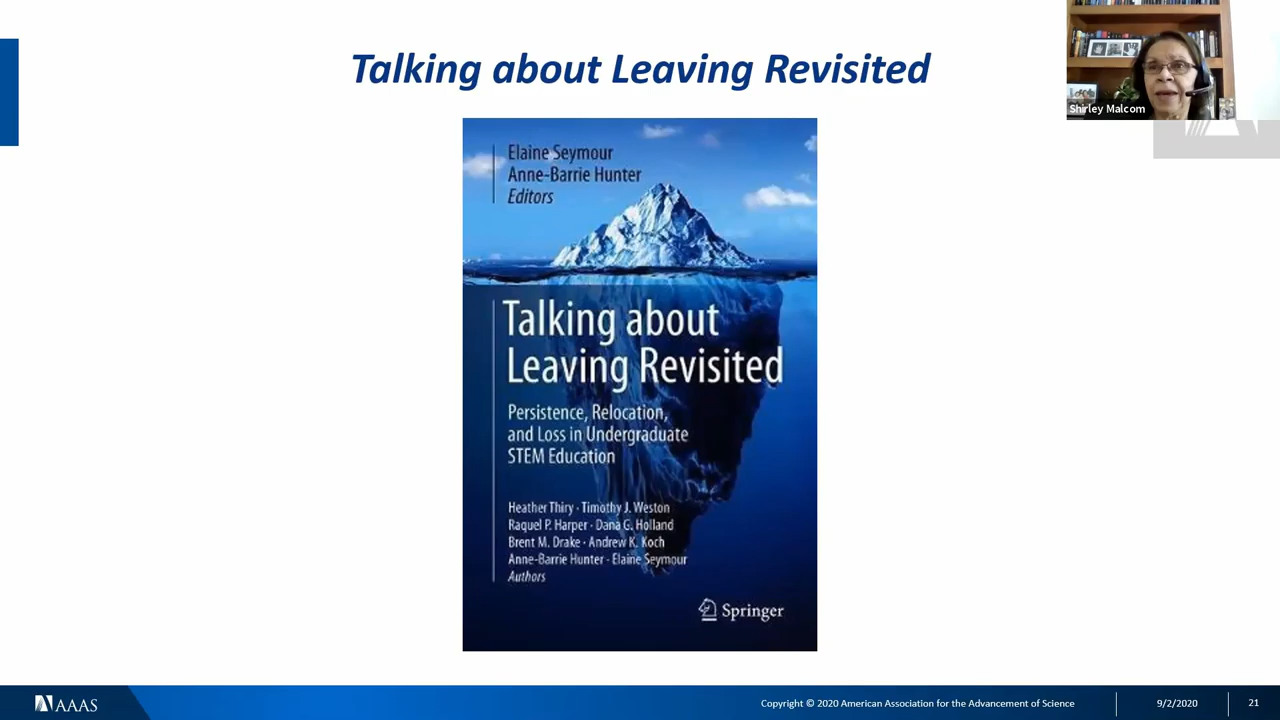 Talking about Leaving Revisited
Shirley Malcom
Elaine Seymour
Anne-Barrie Hunter
Editors
Talking about
Leaving Revisited
Persistence, Relocation,
and Loss in Undergraduate
STEM Education
Heather Thiry · Timothy J. Weston
Raquel P. Harper · Dana G. Holland
Brent M. Drake · Andrew K. Koch
Anne-Barrie Hunter · Elaine Seymour
Authors
Springer
AAAS
Copyright © 2020 American Association for the Advancement of Science
9/2/2020
21